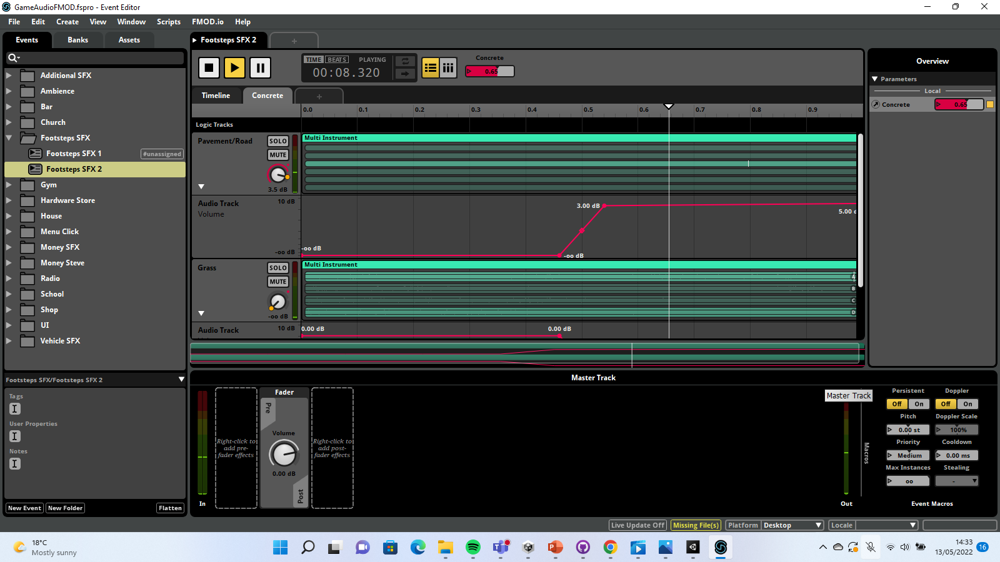 GameAudioFMOD.fspro - Event Editor
File Edit Create View Window Scripts FMOD.io Help
Events Banks Assets
Additional SFX
Ambience
Bar
Church
Footsteps SFX
Footsteps SFX 1 #unassigned
Footsteps SFX 2
Gym
Hardware Store
House
Menu Click
Money SFX
Money Steve
Radio
School
Shop
UI
Vehicle SFX
Footsteps SFX/Footsteps SFX 2
Tags
User Properties
Notes
New Event New Folder Flatten
Footsteps SFX 2 +
TIME BEATS PLAYING
00:08.320
Concrete
0.65
Timeline Concrete +
0.0 0.1 0.2 0.3 0.4 0.5 0.6 0.7 0.8 0.9
Logic Tracks
Pavement/Road SOLO
MUTE
3.5 dB
Multi Instrument
Audio Track 10 dB
Volume
-oo dB
-oo dB
-oo dB
3.00 dB
5.00 d
Grass SOLO
MUTE
-oo dB
Multi Instrument
A
B
C
D
Audio Track 10 dB
0.00 dB 0.00 dB
Overview
Parameters
Local
Concrete 0.65
Master Track
In
Right-click to add pre-fader effects
Fader
Pre
Volume
0.00 dB
Post
Right-click to add post-fader effects
Master Track
Out
Macros
Persistent Doppler
Off On Off On
Pitch Doppler Scale
0.00 st 100%
Priority Cooldown
Medium 0.00 ms
Max Instances Stealing
oo -
Event Macros
Live Update Off Missing File(s) Platform Desktop Locale
18°C
Mostly sunny
14:33
13/05/2022 16